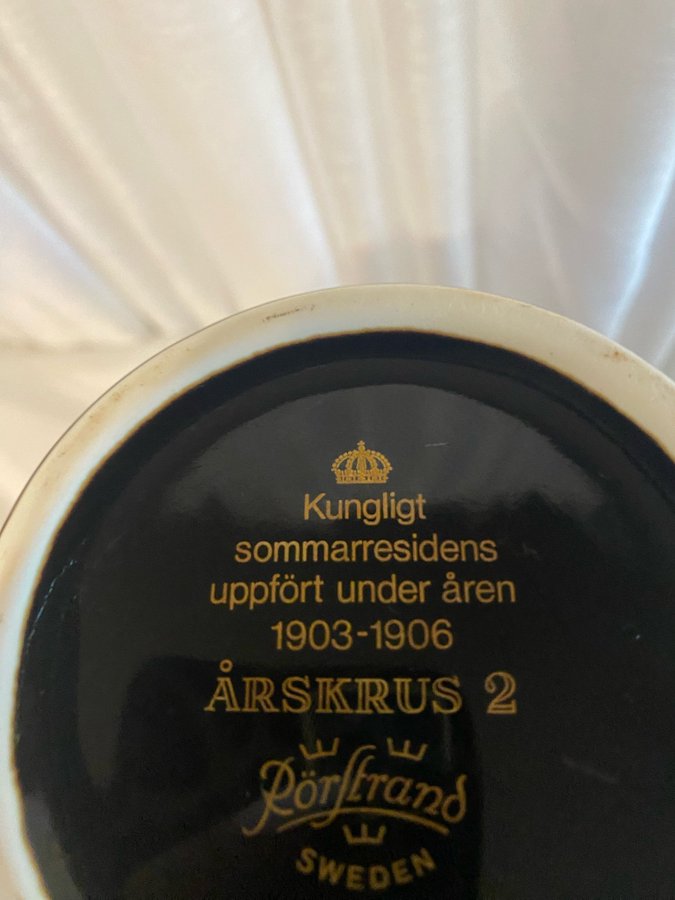 Kungligt
sommarresidens
uppfört under åren
1903-1906
ÅRSKRUS 2
Rörstrand
SWEDEN